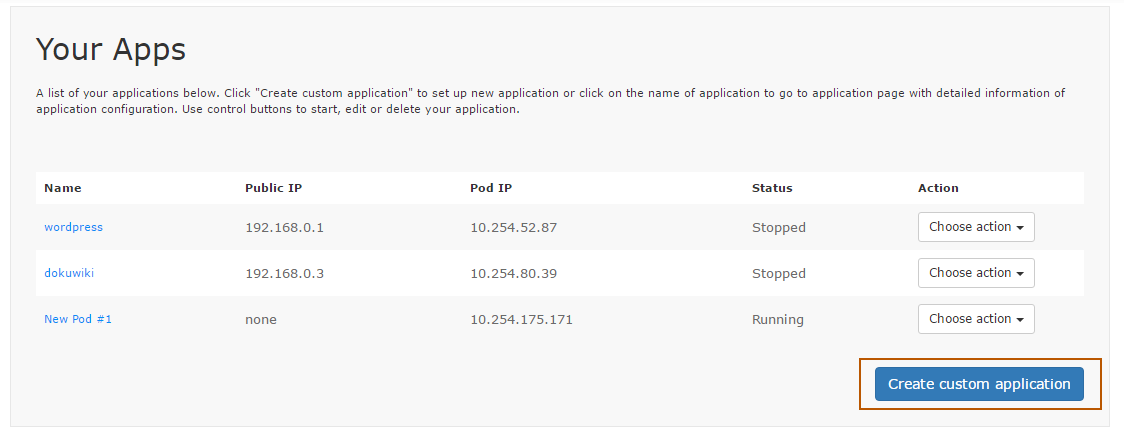 Your Apps
A list of your applications below. Click "Create custom application" to set up new application or click on the name of application to go to application page with detailed information of
application configuration. Use control buttons to start, edit or delete your application.
Name Public IP Pod IP Status Action
wordpress 192.168.0.1 10.254.52.87 Stopped Choose action
dokuwiki 192.168.0.3 10.254.80.39 Stopped Choose action
New Pod #1 none 10.254.175.171 Running Choose action
Create custom application